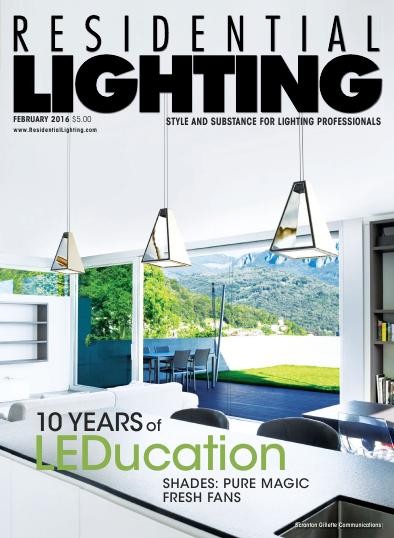 RESIDENTIAL
LIGHTING
FEBRUARY 2016 $5.00
STYLE AND SUBSTANCE FOR LIGHTING PROFESSIONALS
www.ResidentialLighting.com
10 YEARS of
LEDucation
SHADES: PURE MAGIC
FRESH FANS
Scranton Gillette Communications